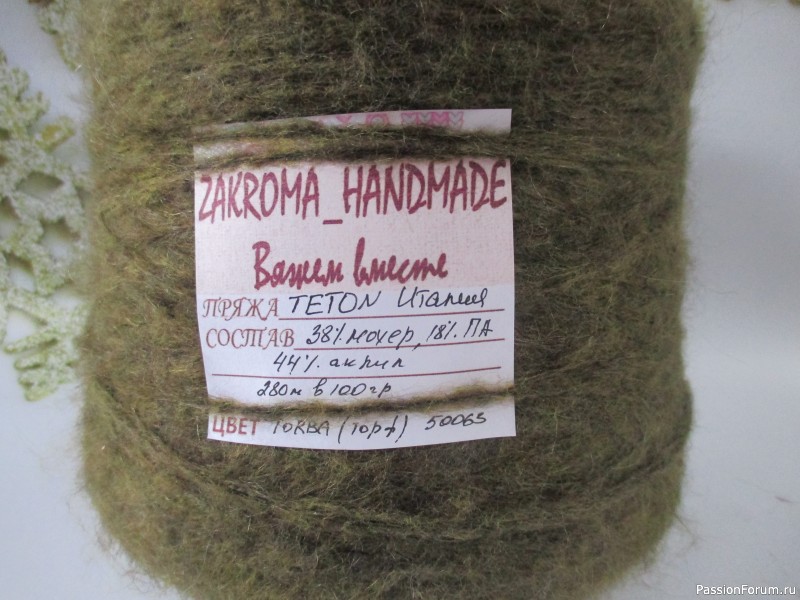 ZAKROMA_HANDMADE
Вяжем вместе
ПРЯЖА TETON Италия
СОСТАВ 38% мохер, 18% ПА
44% акрил
280м в 100гр
ЦВЕТ TORBA (торф) 50065
PassionForum.ru